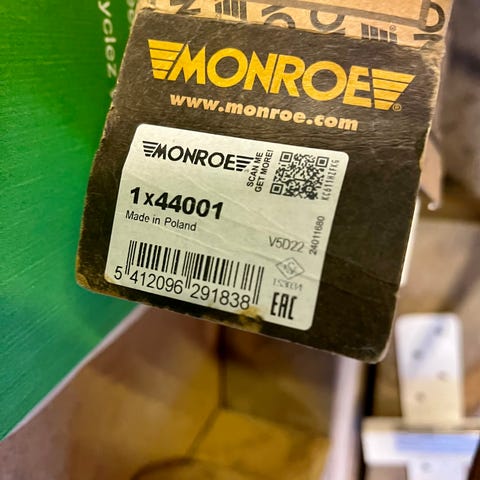 MONROE
www.monroe.com
MONROE
SCAN ME
GET MORE!
1x44001
Made in Poland
V5D22
24011680
5 412096 291838
EAC